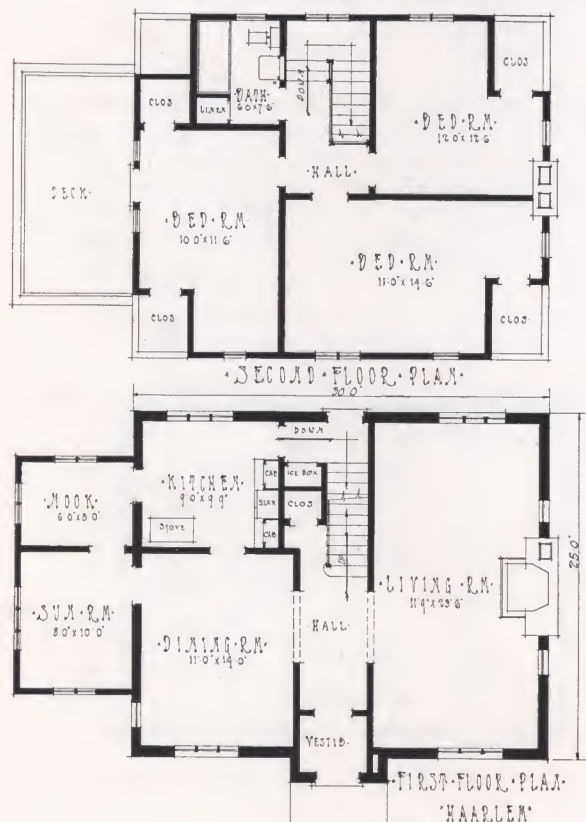 CLOS
DOWN
BATH
6'0"X7'6"
LINEN
CLOS
·BED·RM·
12'0"X12'6"
·HALL·
DECK·
·BED·RM·
10'0"X11'6"
·BED·RM·
11'0"X14'6"
CLOS
CLOS·
·SECOND·FLOOR·PLAN·
30'0"
DOWN
·KITCHEN·
9'0"X9'9"
CAB
ICE BOX
·NOOK·
6'0"X8'0"
SINK
CLOS
STOVE
CAB
25'0"
·LIVING·RM·
11'9"X23'6"
·SUN·RM·
8'0"X10'0"
·DINING·RM·
11'0"X14'0"
·HALL·
VESTIB·
·FIRST·FLOOR·PLAN·
"HAARLEM"